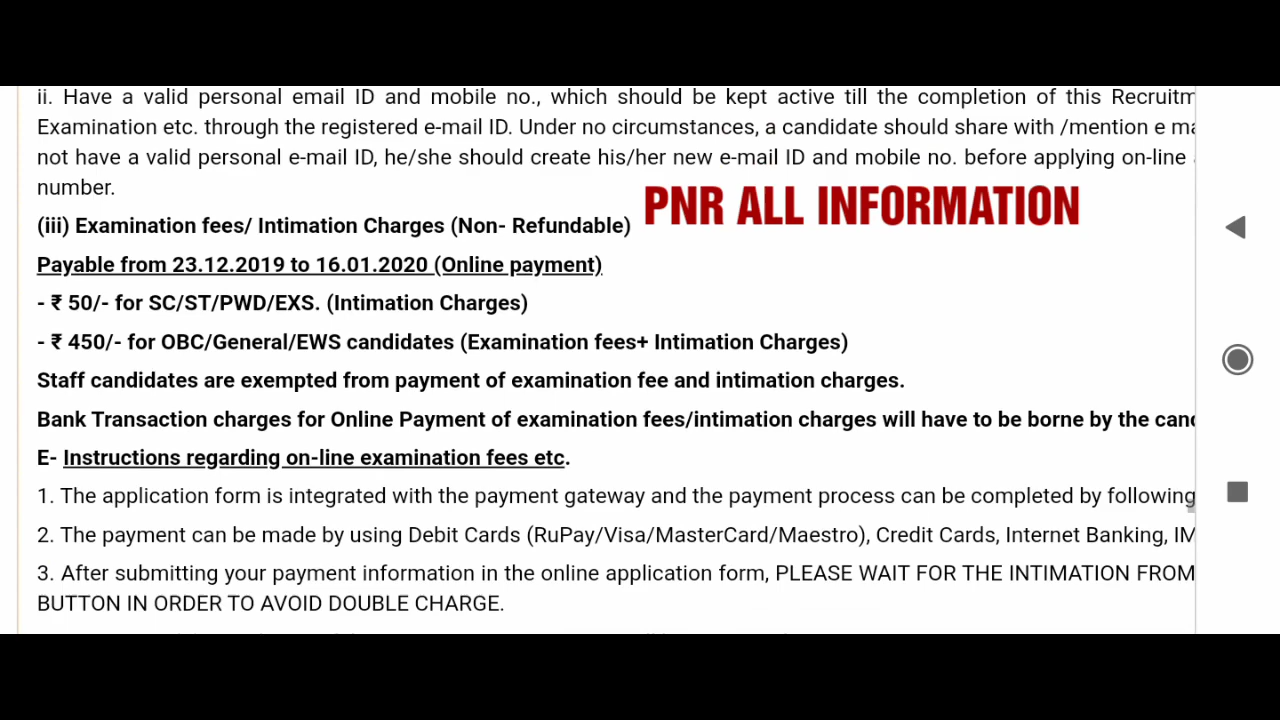 ii. Have a valid personal email ID and mobile no., which should be kept active till the completion of this Recruitm
Examination etc. through the registered e-mail ID. Under no circumstances, a candidate should share with /mention e ma
not have a valid personal e-mail ID, he/she should create his/her new e-mail ID and mobile no. before applying on-line
number.
PNR ALL INFORMATION
(iii) Examination fees/ Intimation Charges (Non- Refundable)
Payable from 23.12.2019 to 16.01.2020 (Online payment)
- ₹ 50/- for SC/ST/PWD/EXS. (Intimation Charges)
- ₹ 450/- for OBC/General/EWS candidates (Examination fees+ Intimation Charges)
Staff candidates are exempted from payment of examination fee and intimation charges.
Bank Transaction charges for Online Payment of examination fees/intimation charges will have to be borne by the canc
E- Instructions regarding on-line examination fees etc.
1. The application form is integrated with the payment gateway and the payment process can be completed by following
2. The payment can be made by using Debit Cards (RuPay/Visa/MasterCard/Maestro), Credit Cards, Internet Banking, IM
3. After submitting your payment information in the online application form, PLEASE WAIT FOR THE INTIMATION FROM
BUTTON IN ORDER TO AVOID DOUBLE CHARGE.